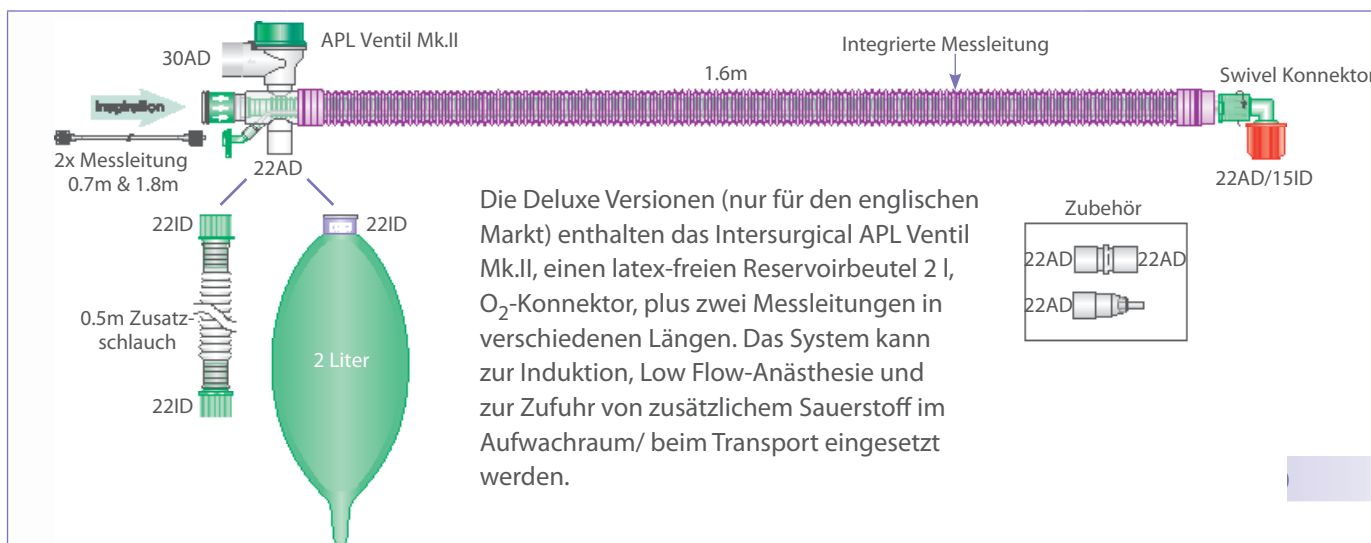 APL Ventil Mk.II
30AD
Integrierte Messleitung
1.6m
Swivel Konnektor
Inspiration
2x Messleitung
0.7m & 1.8m
22AD
22AD/15ID
22ID
22ID
0.5m Zusatz-
schlauch
22ID
2 Liter
Die Deluxe Versionen (nur für den englischen
Markt) enthalten das Intersurgical APL Ventil
Mk.II, einen latex-freien Reservoirbeutel 2 l,
O₂-Konnektor, plus zwei Messleitungen in
verschiedenen Längen. Das System kann
zur Induktion, Low Flow-Anästhesie und
zur Zufuhr von zusätzlichem Sauerstoff im
Aufwachraum/ beim Transport eingesetzt
werden.
Zubehör
22AD 22AD
22AD